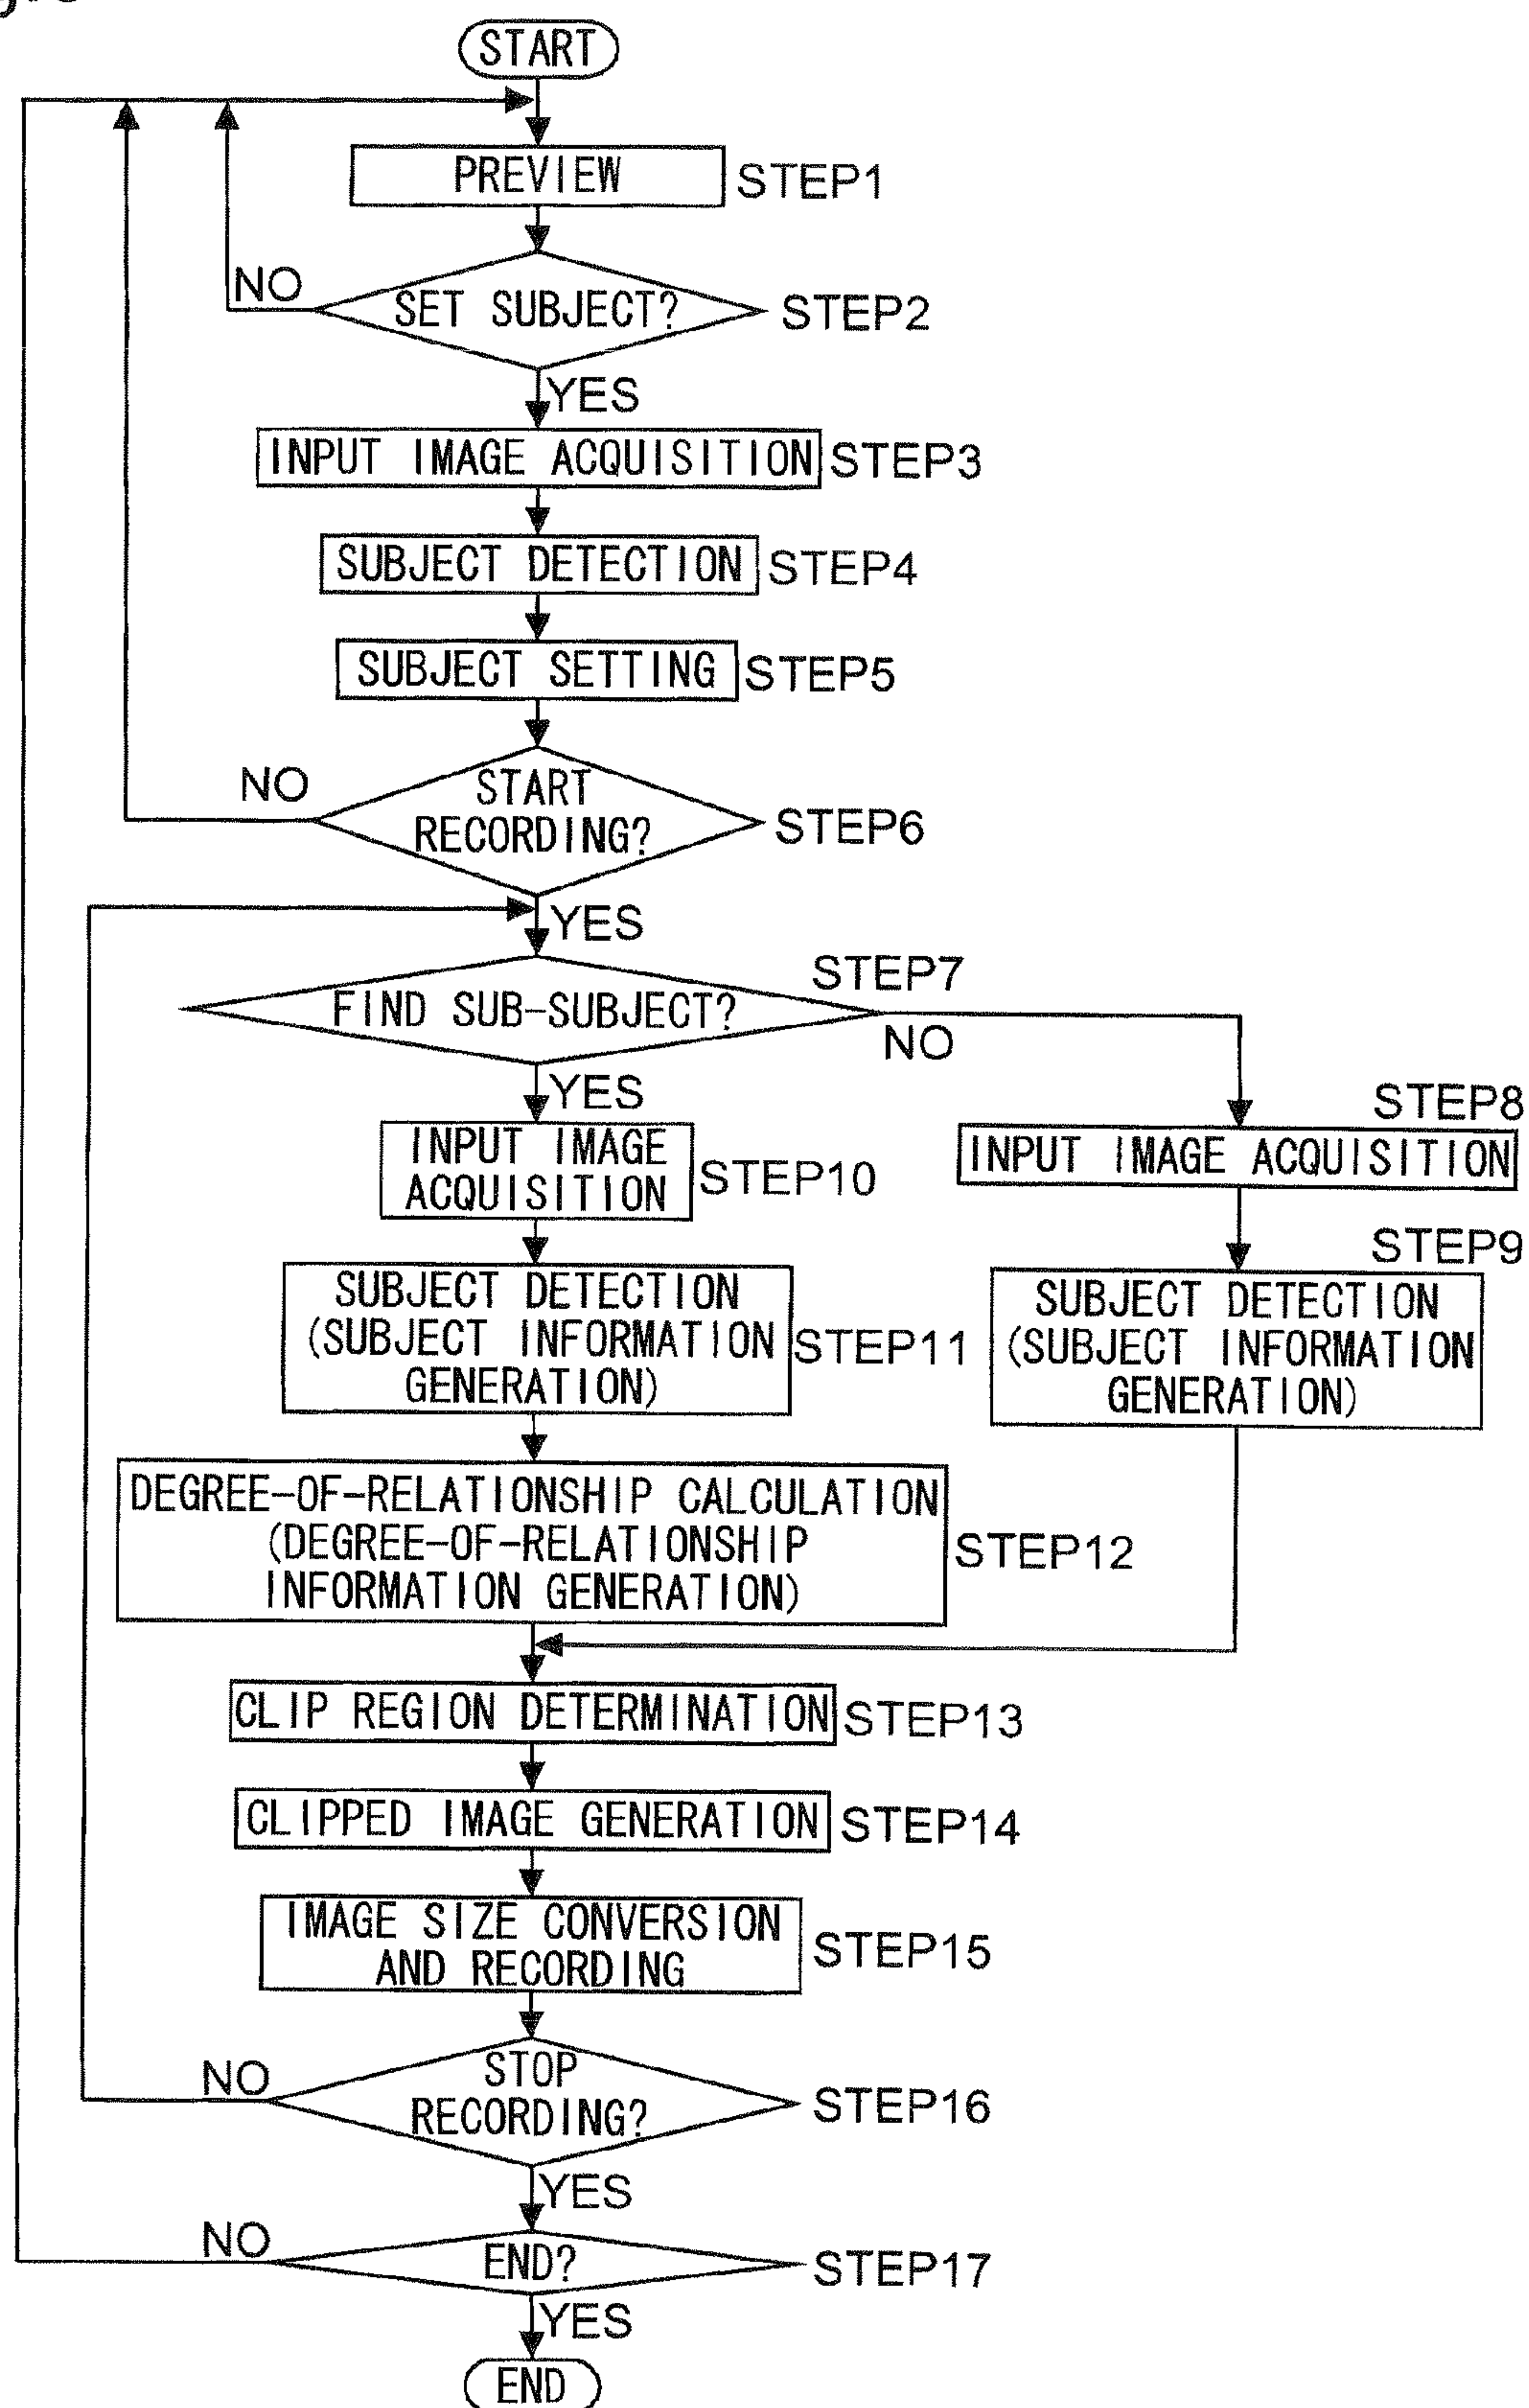 START
PREVIEW
STEP1
NO
SET SUBJECT?
STEP2
YES
INPUT IMAGE ACQUISITION
STEP3
SUBJECT DETECTION
STEP4
SUBJECT SETTING
STEP5
NO
START
RECORDING?
STEP6
YES
STEP7
FIND SUB-SUBJECT?
NO
YES
STEP8
INPUT IMAGE ACQUISITION
INPUT IMAGE
ACQUISITION
STEP10
STEP9
SUBJECT DETECTION
(SUBJECT INFORMATION
GENERATION)
SUBJECT DETECTION
(SUBJECT INFORMATION
GENERATION)
STEP11
DEGREE-OF-RELATIONSHIP CALCULATION
(DEGREE-OF-RELATIONSHIP
INFORMATION GENERATION)
STEP12
CLIP REGION DETERMINATION
STEP13
CLIPPED IMAGE GENERATION
STEP14
IMAGE SIZE CONVERSION
AND RECORDING
STEP15
NO
STOP
RECORDING?
STEP16
YES
NO
END?
STEP17
YES
END